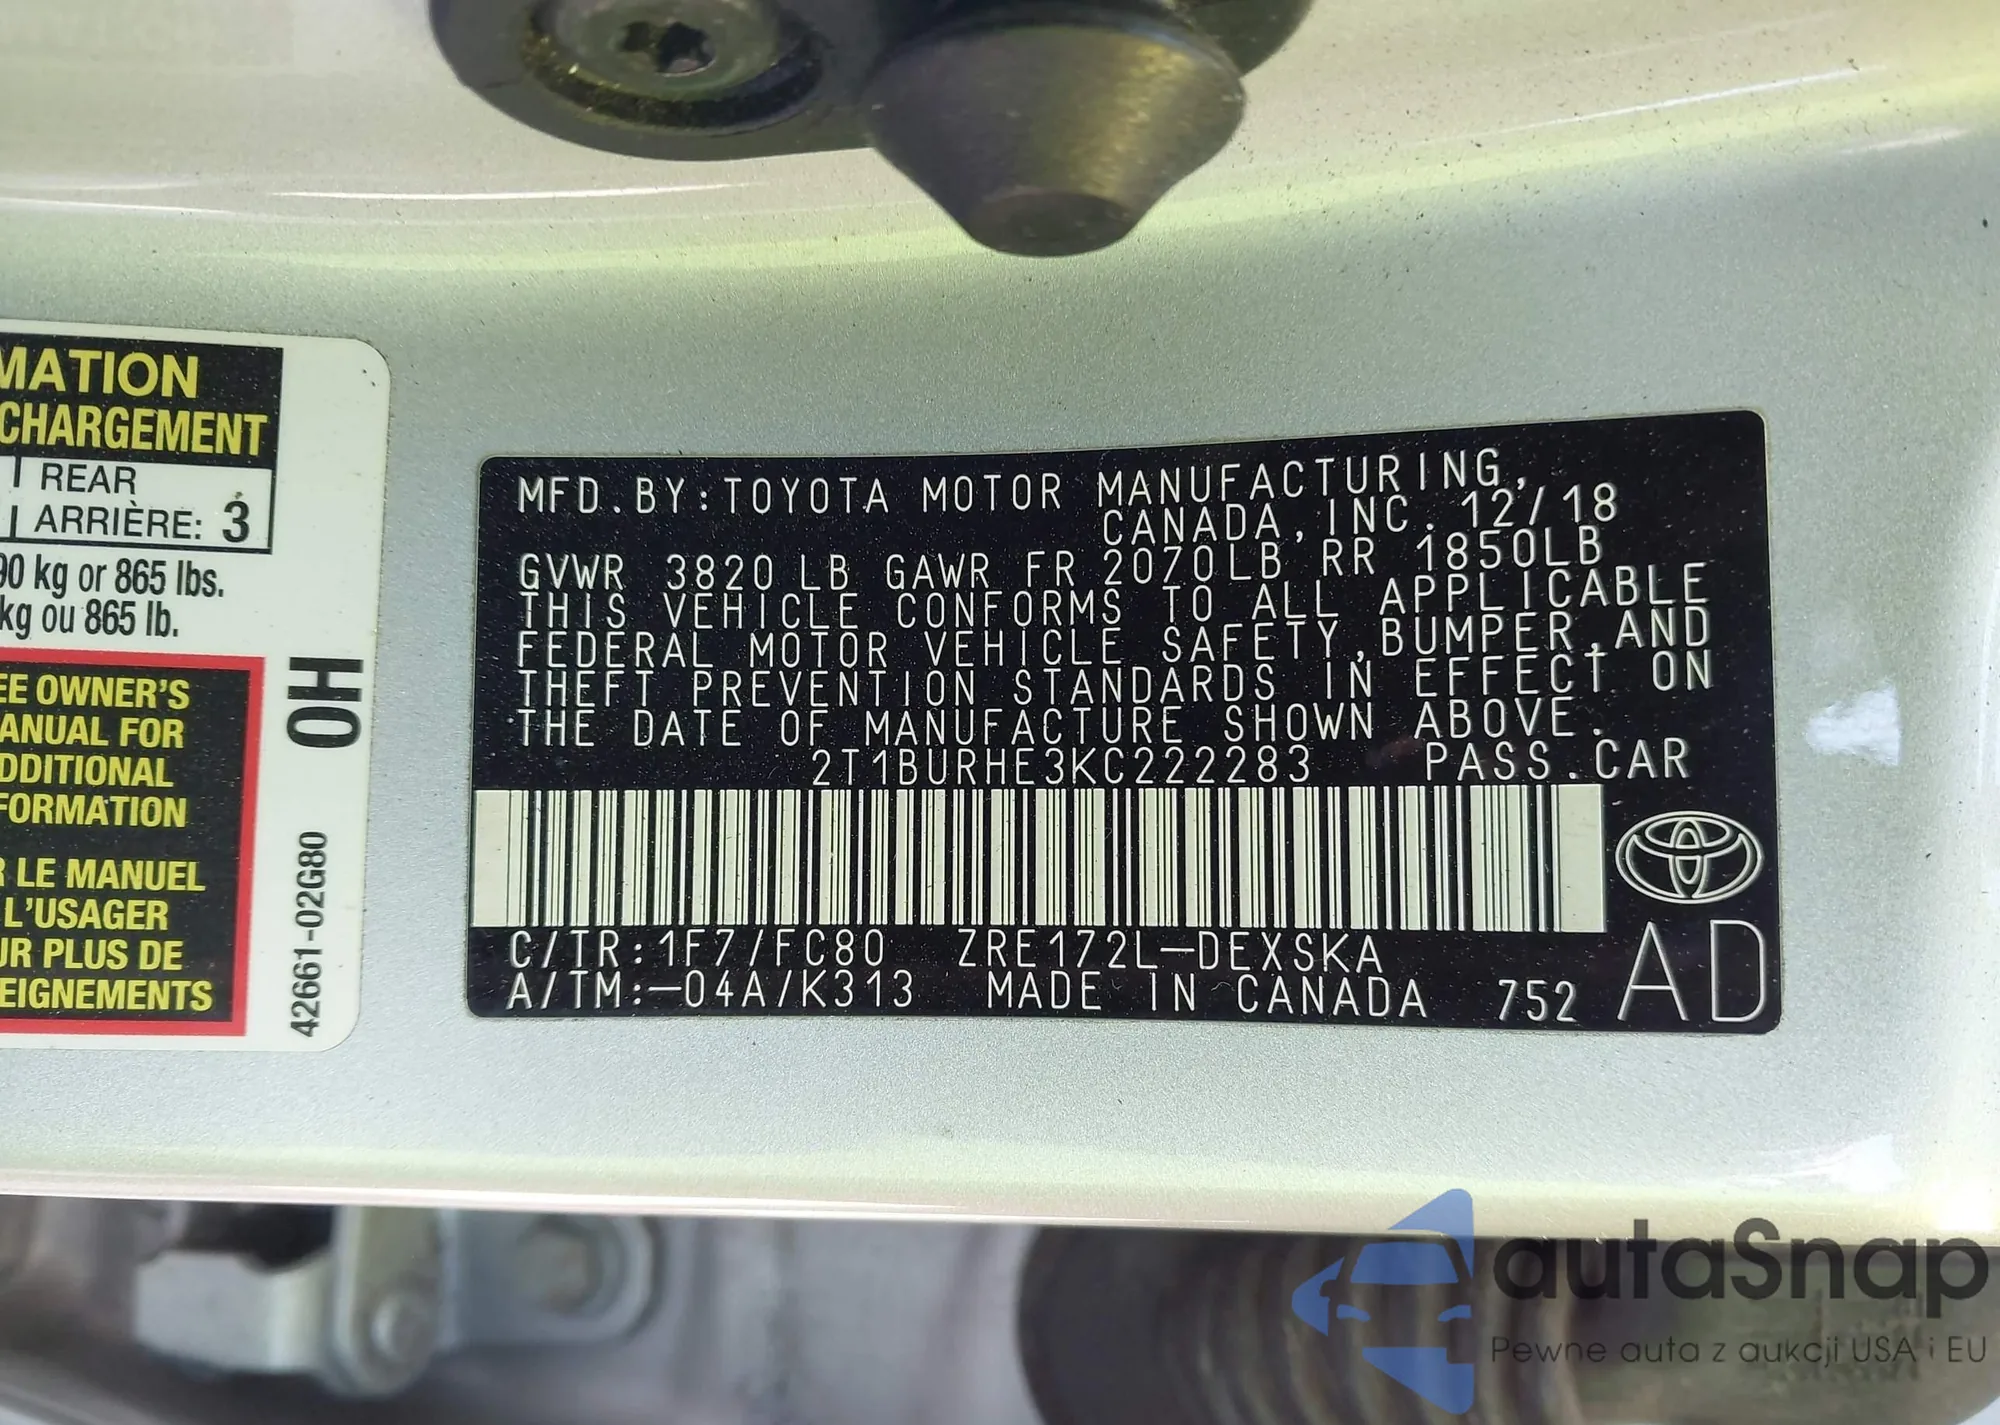 MATION
CHARGEMENT
REAR
ARRIÈRE: 3
90 kg or 865 lbs.
kg ou 865 lb.
EE OWNER'S
ANUAL FOR
DDITIONAL
FORMATION
R LE MANUEL
L'USAGER
UR PLUS DE
EIGNEMENTS
OH
42661-02G80
MFD.BY:TOYOTA MOTOR MANUFACTURING,
CANADA,INC. 12/18
GVWR 3820LB GAWR FR 2070LB RR 1850LB
THIS VEHICLE CONFORMS TO ALL APPLICABLE
FEDERAL MOTOR VEHICLE SAFETY,BUMPER,AND
THEFT PREVENTION STANDARDS IN EFFECT ON
THE DATE OF MANUFACTURE SHOWN ABOVE.
2T1BURHE3KC222283 PASS.CAR
C/TR:1F7/FC80 ZRE172L-DEXSKA
A/TM:-04A/K313 MADE IN CANADA 752
AD
autaSnap
Pewne auta z aukcji USA i EU